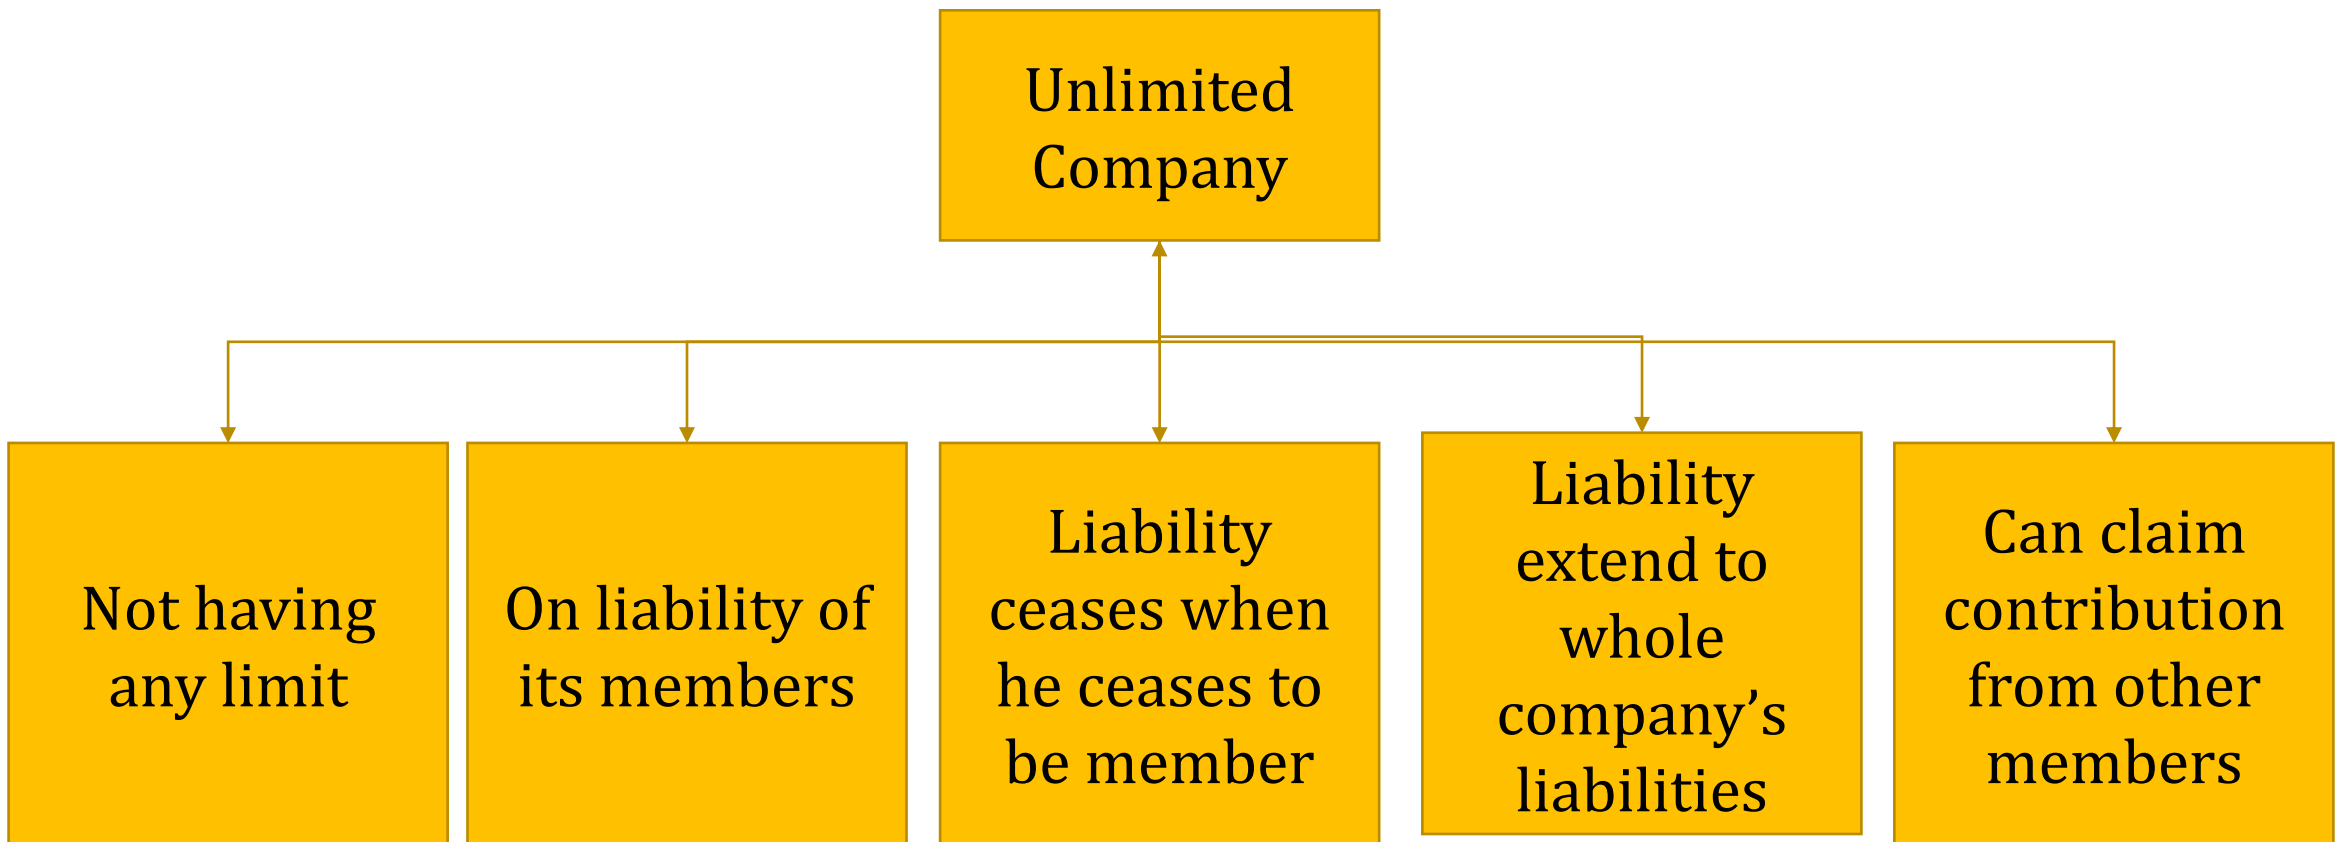 Unlimited
Company
Not having
any limit
On liability of
its members
Liability
ceases when
he ceases to
be member
Liability
extend to
whole
company’s
liabilities
Can claim
contribution
from other
members